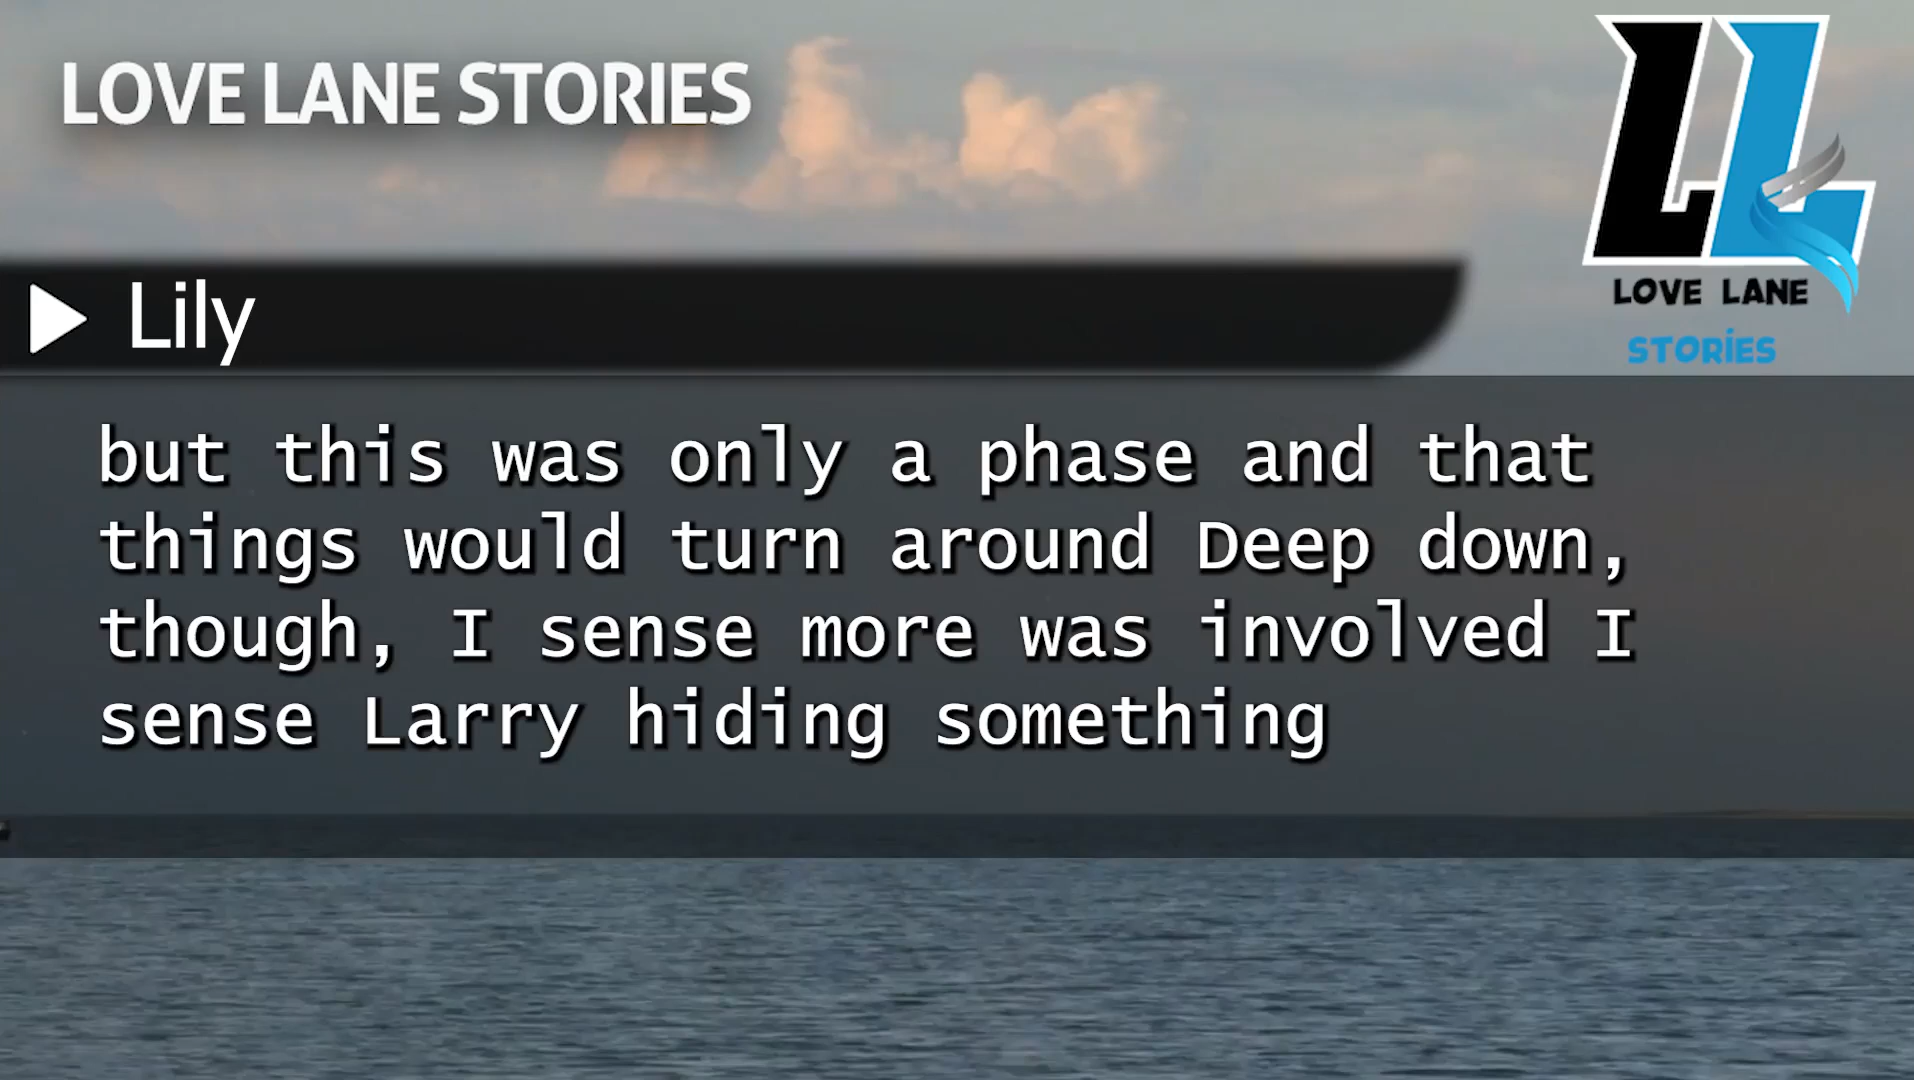 LOVE LANE STORIES
LL
LOVE LANE
STORIES
Lily
but this was only a phase and that
things would turn around Deep down,
though, I sense more was involved I
sense Larry hiding something